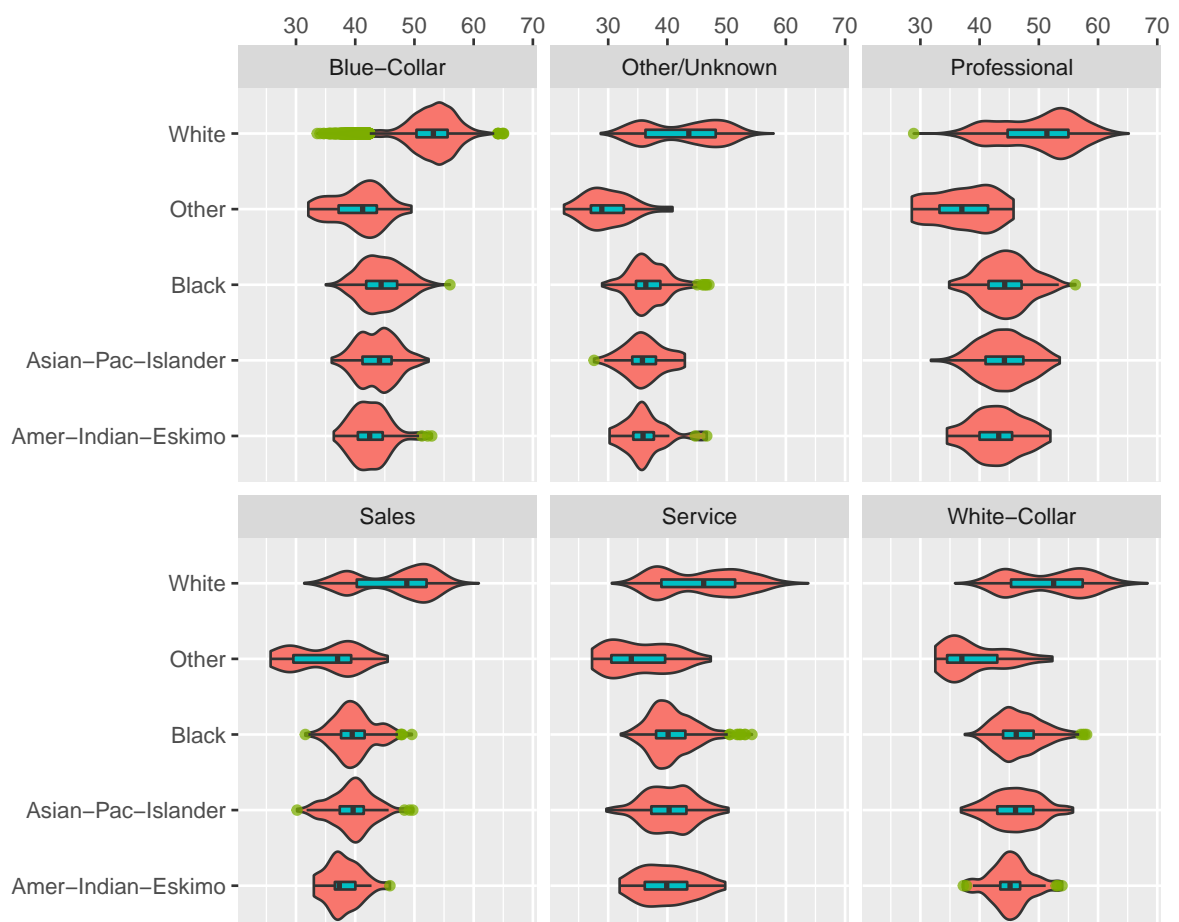 30 40 50 60 70 30 40 50 60 70 30 40 50 60 70
Blue−Collar Other/Unknown Professional
White
Other
Black
Asian−Pac−Islander
Amer−Indian−Eskimo
Sales Service White−Collar
White
Other
Black
Asian−Pac−Islander
Amer−Indian−Eskimo